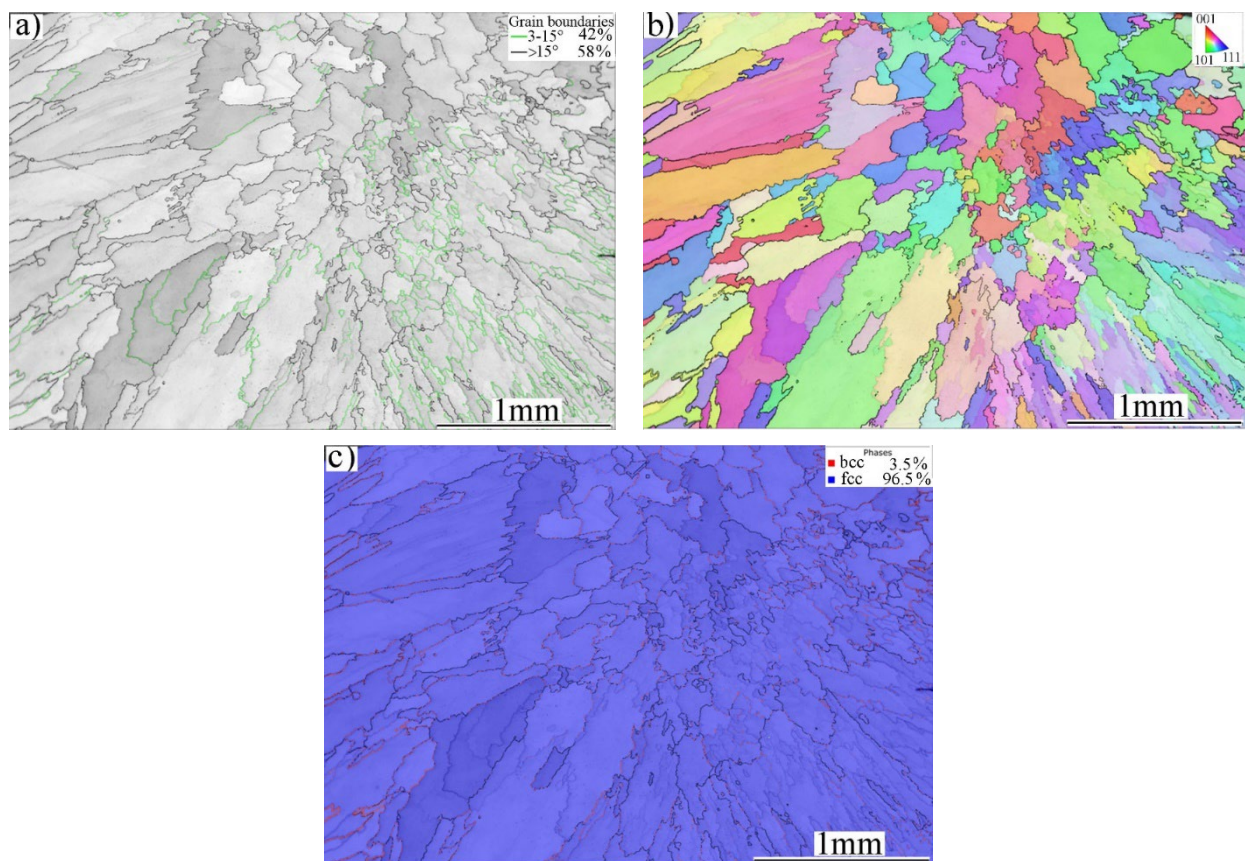 a)
Grain boundaries
3-15° 42%
>15° 58%
1mm
b)
001
101 111
1mm
c)
Phases
bcc 3.5%
fcc 96.5%
1mm